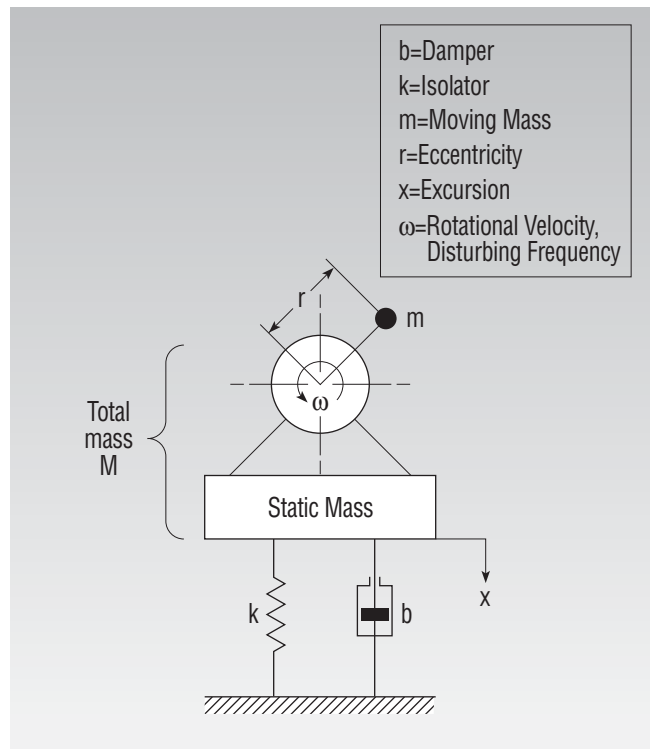 b=Damper
k=Isolator
m=Moving Mass
r=Eccentricity
x=Excursion
ω=Rotational Velocity,
Disturbing Frequency
r
m
ω
Total
mass
M
Static Mass
x
k
b